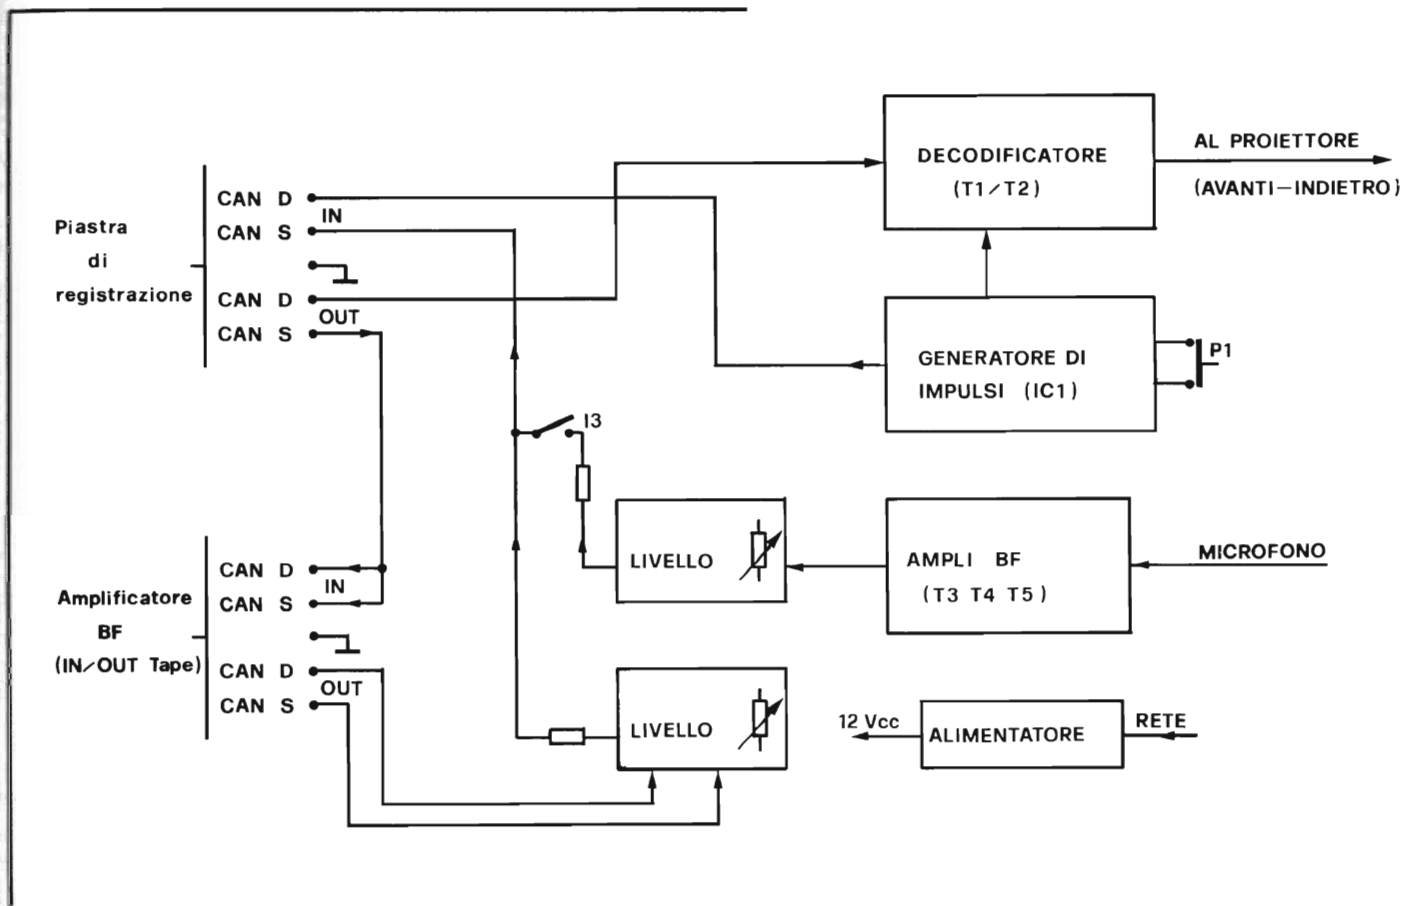 Piastra
di
registrazione
CAN D
IN
CAN S
CAN D
OUT
CAN S
DECODIFICATORE
(T1/T2)
AL PROIETTORE
(AVANTI-INDIETRO)
GENERATORE DI
IMPULSI (IC1)
P1
I3
LIVELLO
AMPLI BF
(T3 T4 T5)
MICROFONO
Amplificatore
BF
(IN/OUT Tape)
CAN D
IN
CAN S
CAN D
OUT
CAN S
LIVELLO
12 Vcc
ALIMENTATORE
RETE